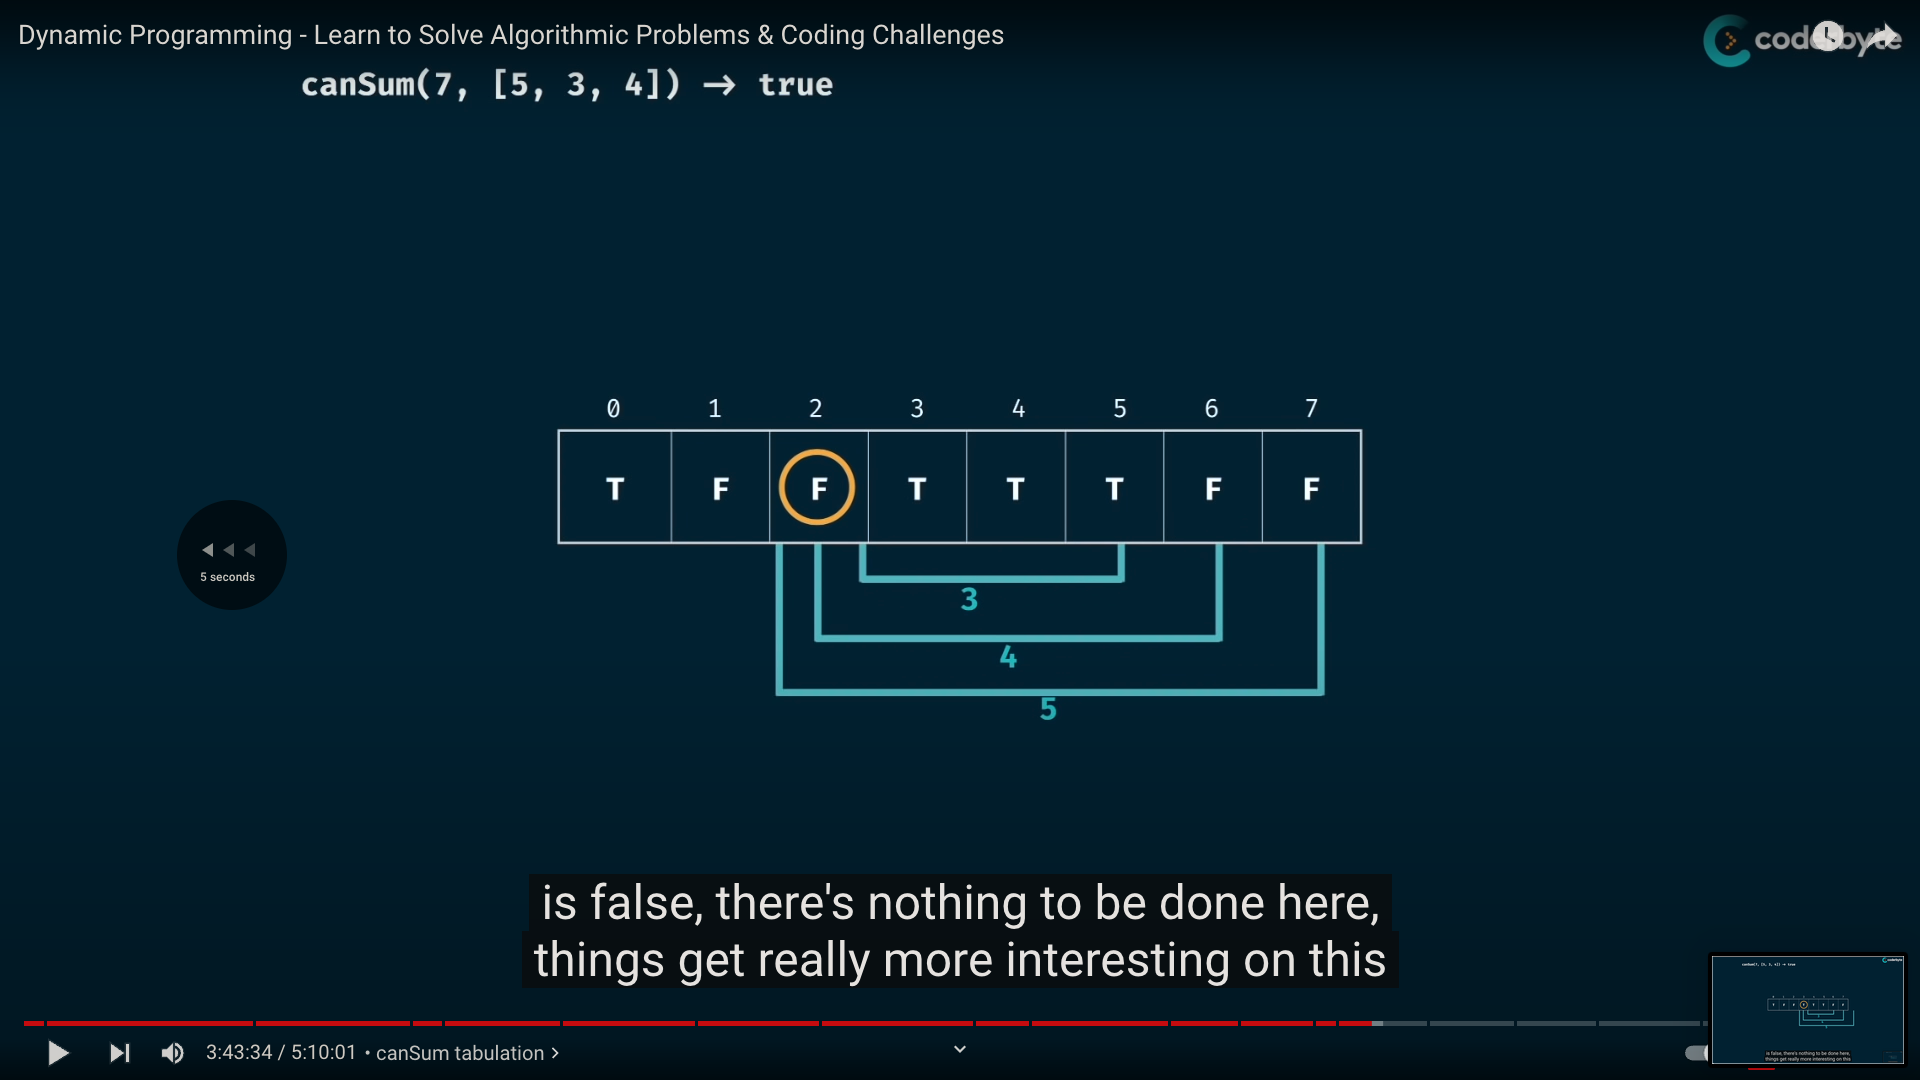 Dynamic Programming - Learn to Solve Algorithmic Problems & Coding Challenges
coderbyte
canSum(7, [5, 3, 4]) → true
0 1 2 3 4 5 6 7
T F F T T T F F
5 seconds
3
4
5
is false, there's nothing to be done here,
things get really more interesting on this
3:43:34 / 5:10:01 • canSum tabulation >